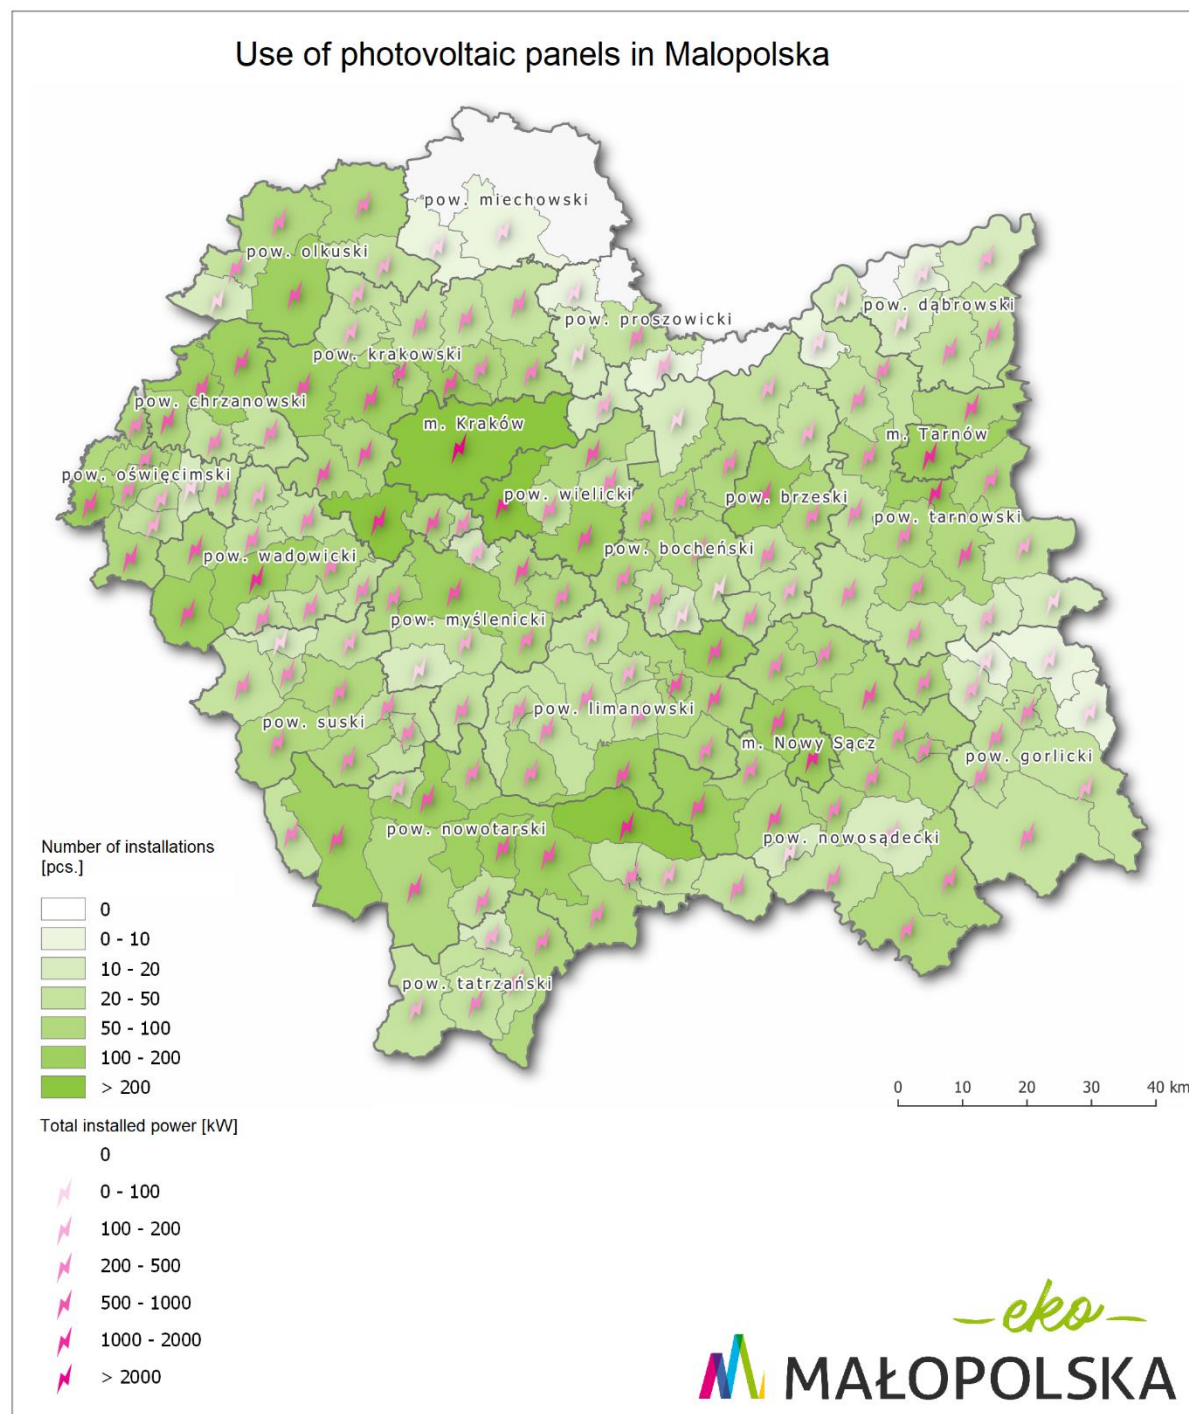 Use of photovoltaic panels in Malopolska
pow. miechowski
pow. olkuski
pow. dąbrowski
pow. proszowicki
pow. krakowski
pow. chrzanowski
m. Kraków
m. Tarnów
pow. oświęcimski
pow. wielicki
pow. brzeski
pow. tarnowski
pow. bocheński
pow. wadowicki
pow. myślenicki
pow. limanowski
pow. suski
m. Nowy Sącz
pow. gorlicki
pow. nowotarski
pow. nowosądecki
pow. tatrzański
Number of installations
[pcs.]
0
0 - 10
10 - 20
20 - 50
50 - 100
100 - 200
> 200
0 10 20 30 40 km
Total installed power [kW]
0
0 - 100
100 - 200
200 - 500
500 - 1000
1000 - 2000
> 2000
eko
MAŁOPOLSKA